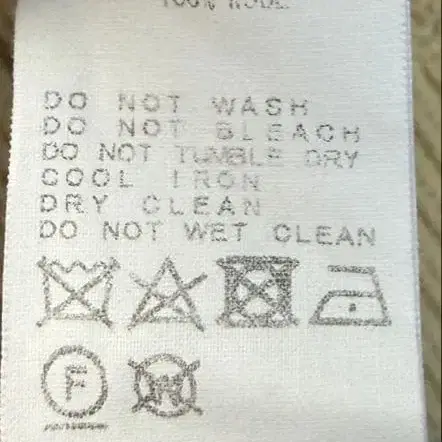 DO NOT WASH
DO NOT BLEACH
DO NOT TUMBLE DRY
COOL IRON
DRY CLEAN
DO NOT WET CLEAN
F
W